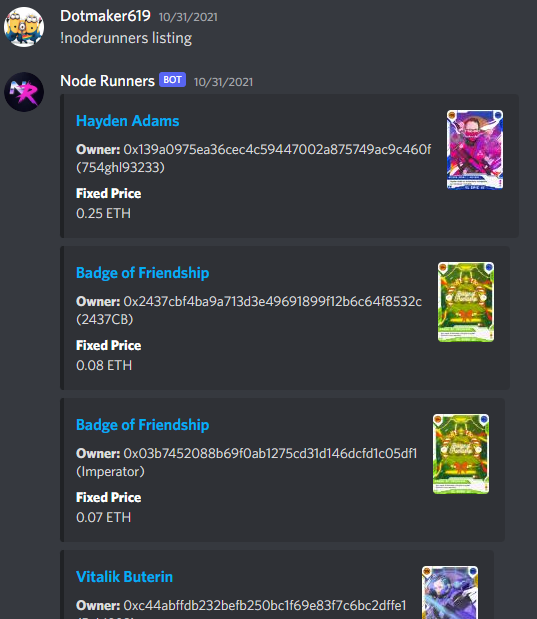 Dotmaker619 10/31/2021
!noderunners listing
Node Runners BOT 10/31/2021
Hayden Adams
Owner: 0x139a0975ea36cec4c59447002a875749ac9c460f
(754ghl93233)
Fixed Price
0.25 ETH
Badge of Friendship
Owner: 0x2437cbf4ba9a713d3e49691899f12b6c64f8532c
(2437CB)
Fixed Price
0.08 ETH
Badge of Friendship
Owner: 0x03b7452088b69f0ab1275cd31d146dcfd1c05df1
(Imperator)
Fixed Price
0.07 ETH
Vitalik Buterin
Owner: 0xc44abffdb232befb250bc1f69e83f7c6bc2dffe1